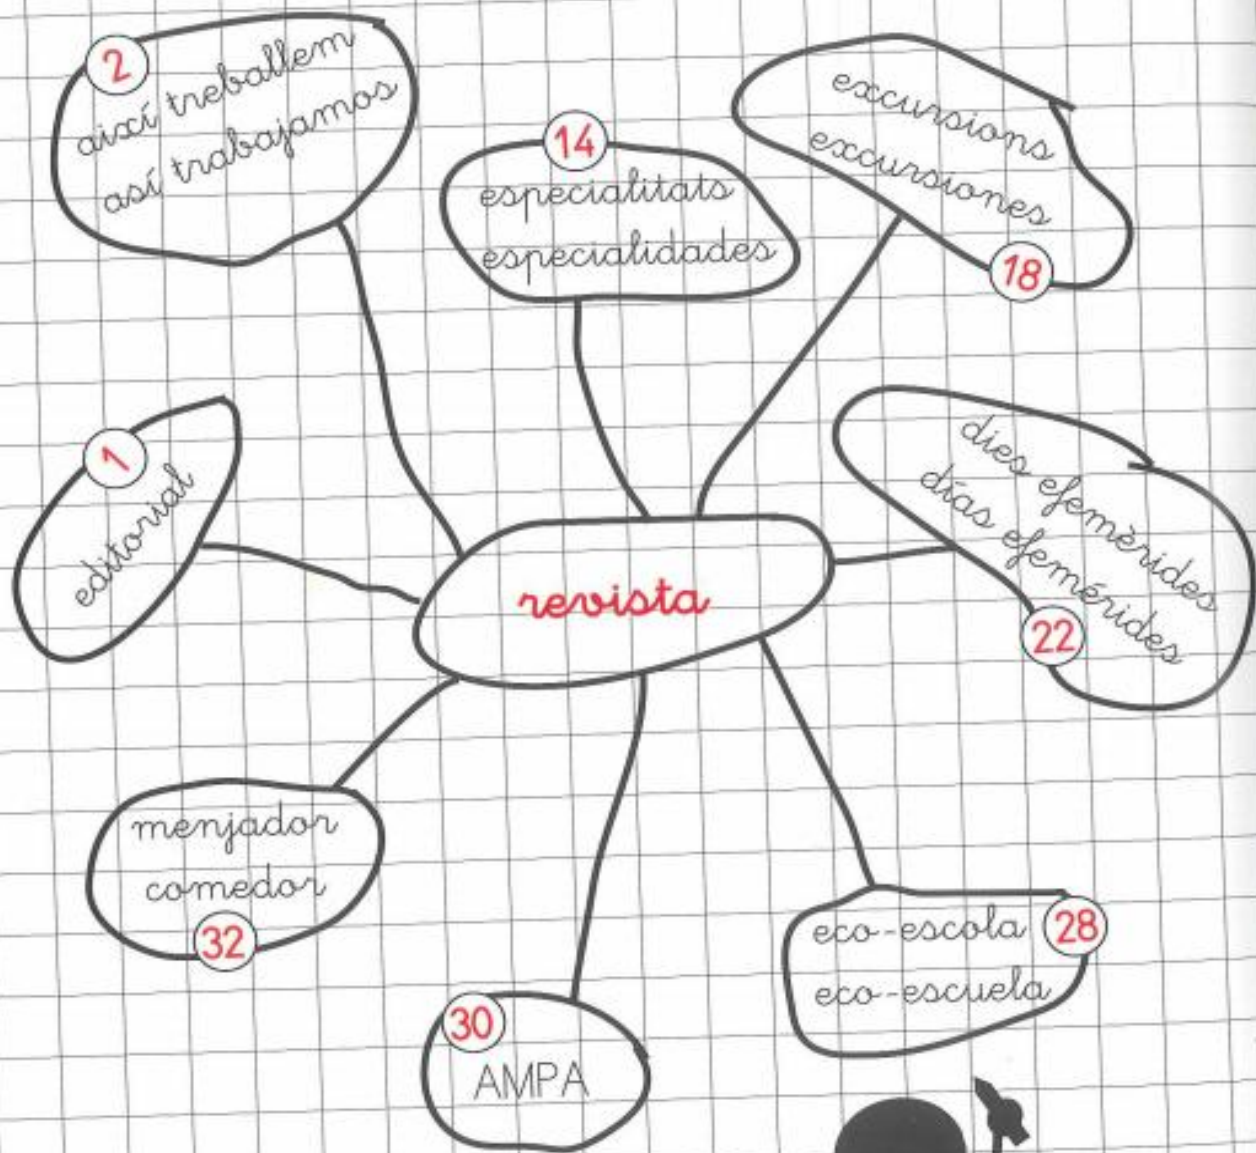 2
així treballem
así trabajamos
14
especialitats
especialidades
excursions
excursiones
18
1
editorial
revista
dies efemèrides
días efemérides
22
menjador
comedor
32
30
AMPA
eco-escola
28
eco-escuela